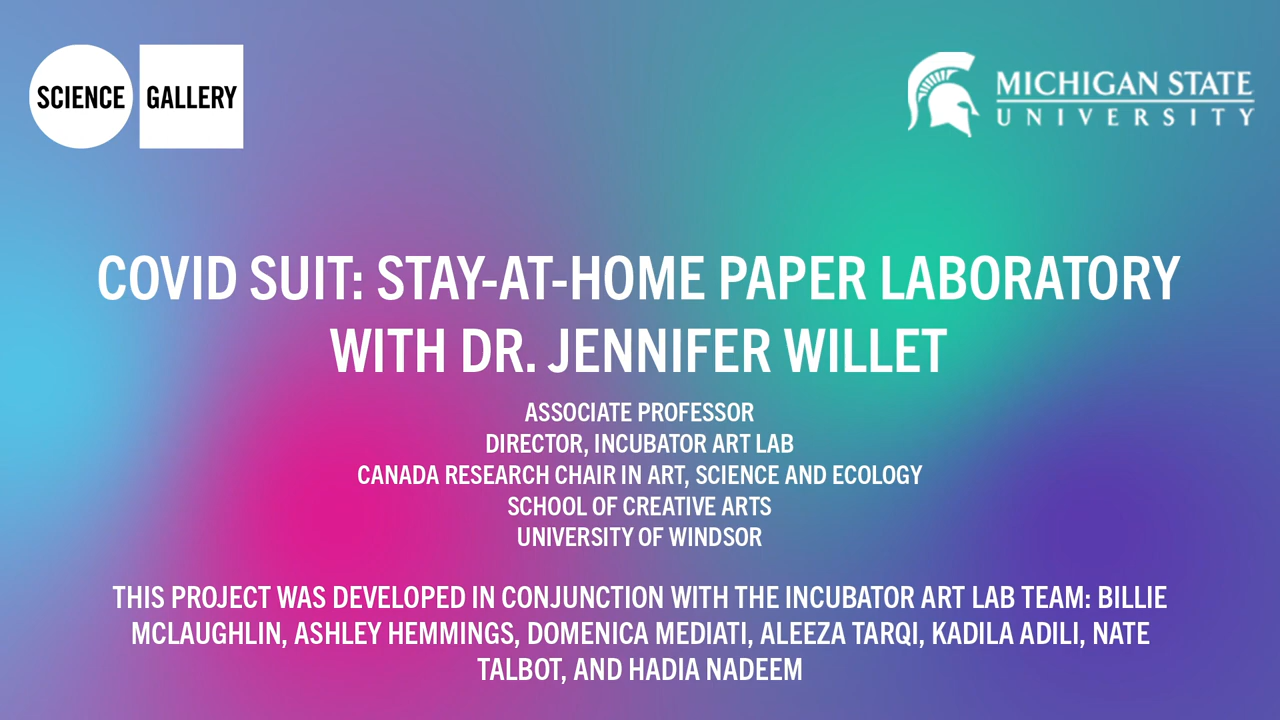 SCIENCE GALLERY
MICHIGAN STATE
UNIVERSITY
COVID SUIT: STAY-AT-HOME PAPER LABORATORY
WITH DR. JENNIFER WILLET
ASSOCIATE PROFESSOR
DIRECTOR, INCUBATOR ART LAB
CANADA RESEARCH CHAIR IN ART, SCIENCE AND ECOLOGY
SCHOOL OF CREATIVE ARTS
UNIVERSITY OF WINDSOR
THIS PROJECT WAS DEVELOPED IN CONJUNCTION WITH THE INCUBATOR ART LAB TEAM: BILLIE
MCLAUGHLIN, ASHLEY HEMMINGS, DOMENICA MEDIATI, ALEEZA TARQI, KADILA ADILI, NATE
TALBOT, AND HADIA NADEEM